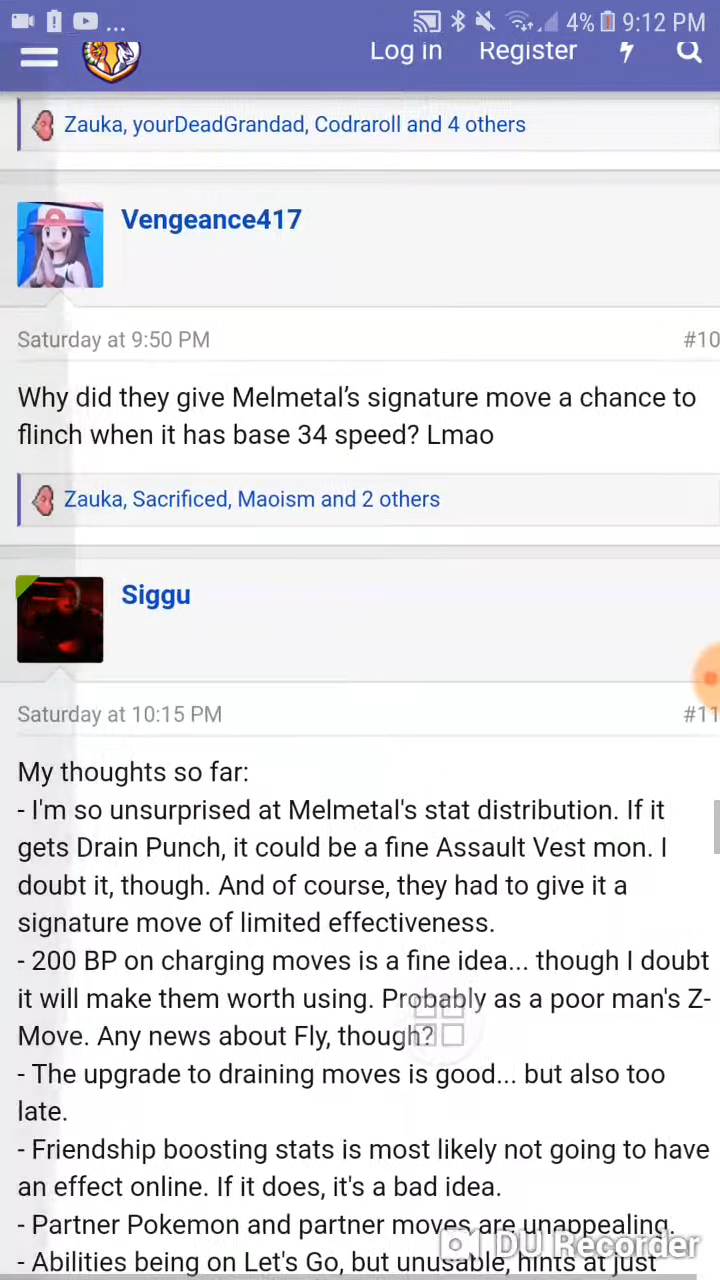 ... 4% 9:12 PM
Log in Register
Zauka, yourDeadGrandad, Codraroll and 4 others
Vengeance417
Saturday at 9:50 PM #10
Why did they give Melmetal's signature move a chance to
flinch when it has base 34 speed? Lmao
Zauka, Sacrificed, Maoism and 2 others
Siggu
Saturday at 10:15 PM #11
My thoughts so far:
- I'm so unsurprised at Melmetal's stat distribution. If it
gets Drain Punch, it could be a fine Assault Vest mon. I
doubt it, though. And of course, they had to give it a
signature move of limited effectiveness.
- 200 BP on charging moves is a fine idea... though I doubt
it will make them worth using. Probably as a poor man's Z-
Move. Any news about Fly, though?
- The upgrade to draining moves is good... but also too
late.
- Friendship boosting stats is most likely not going to have
an effect online. If it does, it's a bad idea.
- Partner Pokemon and partner moves are unappealing.
- Abilities being on Let's Go, but unusable, hints at just
DU Recorder